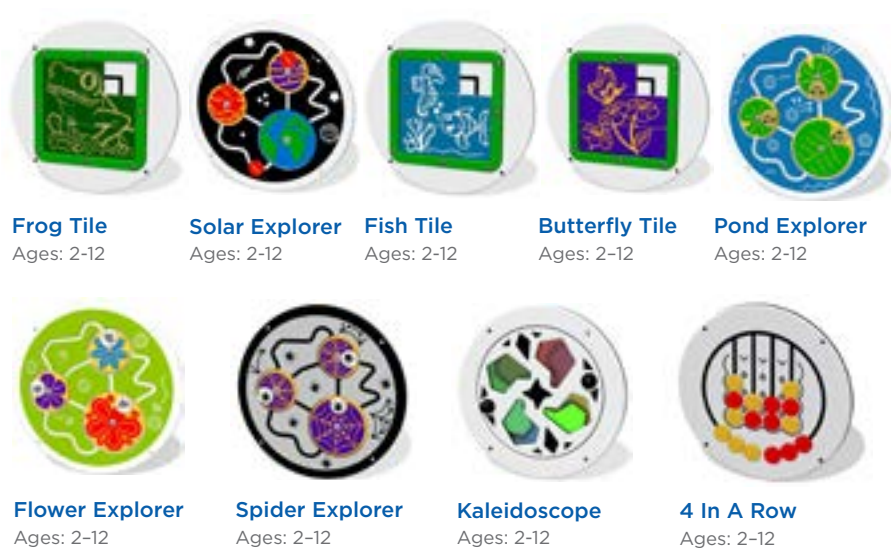 Frog Tile
Ages: 2-12
Solar Explorer
Ages: 2-12
Fish Tile
Ages: 2-12
Butterfly Tile
Ages: 2–12
Pond Explorer
Ages: 2-12
Flower Explorer
Ages: 2–12
Spider Explorer
Ages: 2–12
Kaleidoscope
Ages: 2-12
4 In A Row
Ages: 2–12